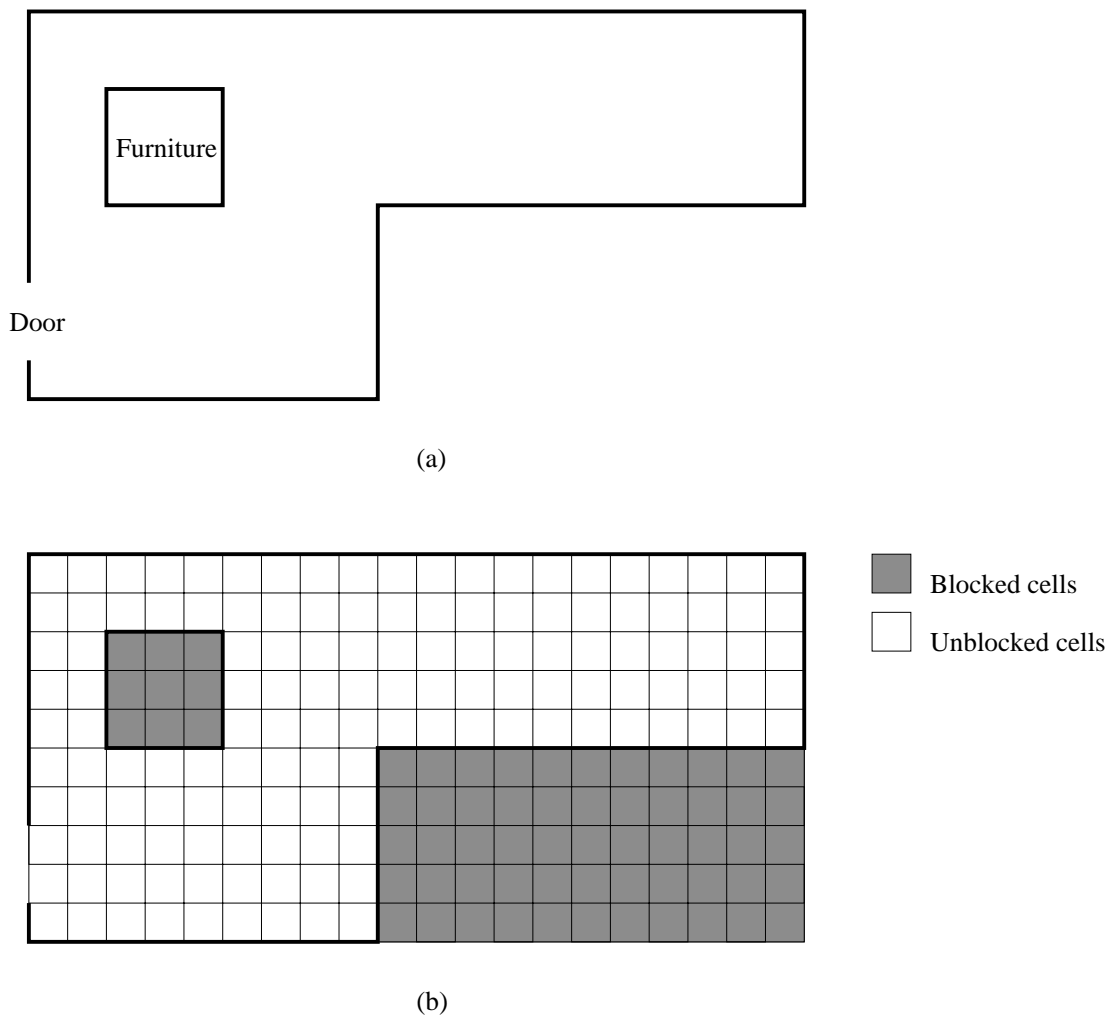 Furniture
Door
(a)
Blocked cells
Unblocked cells
(b)